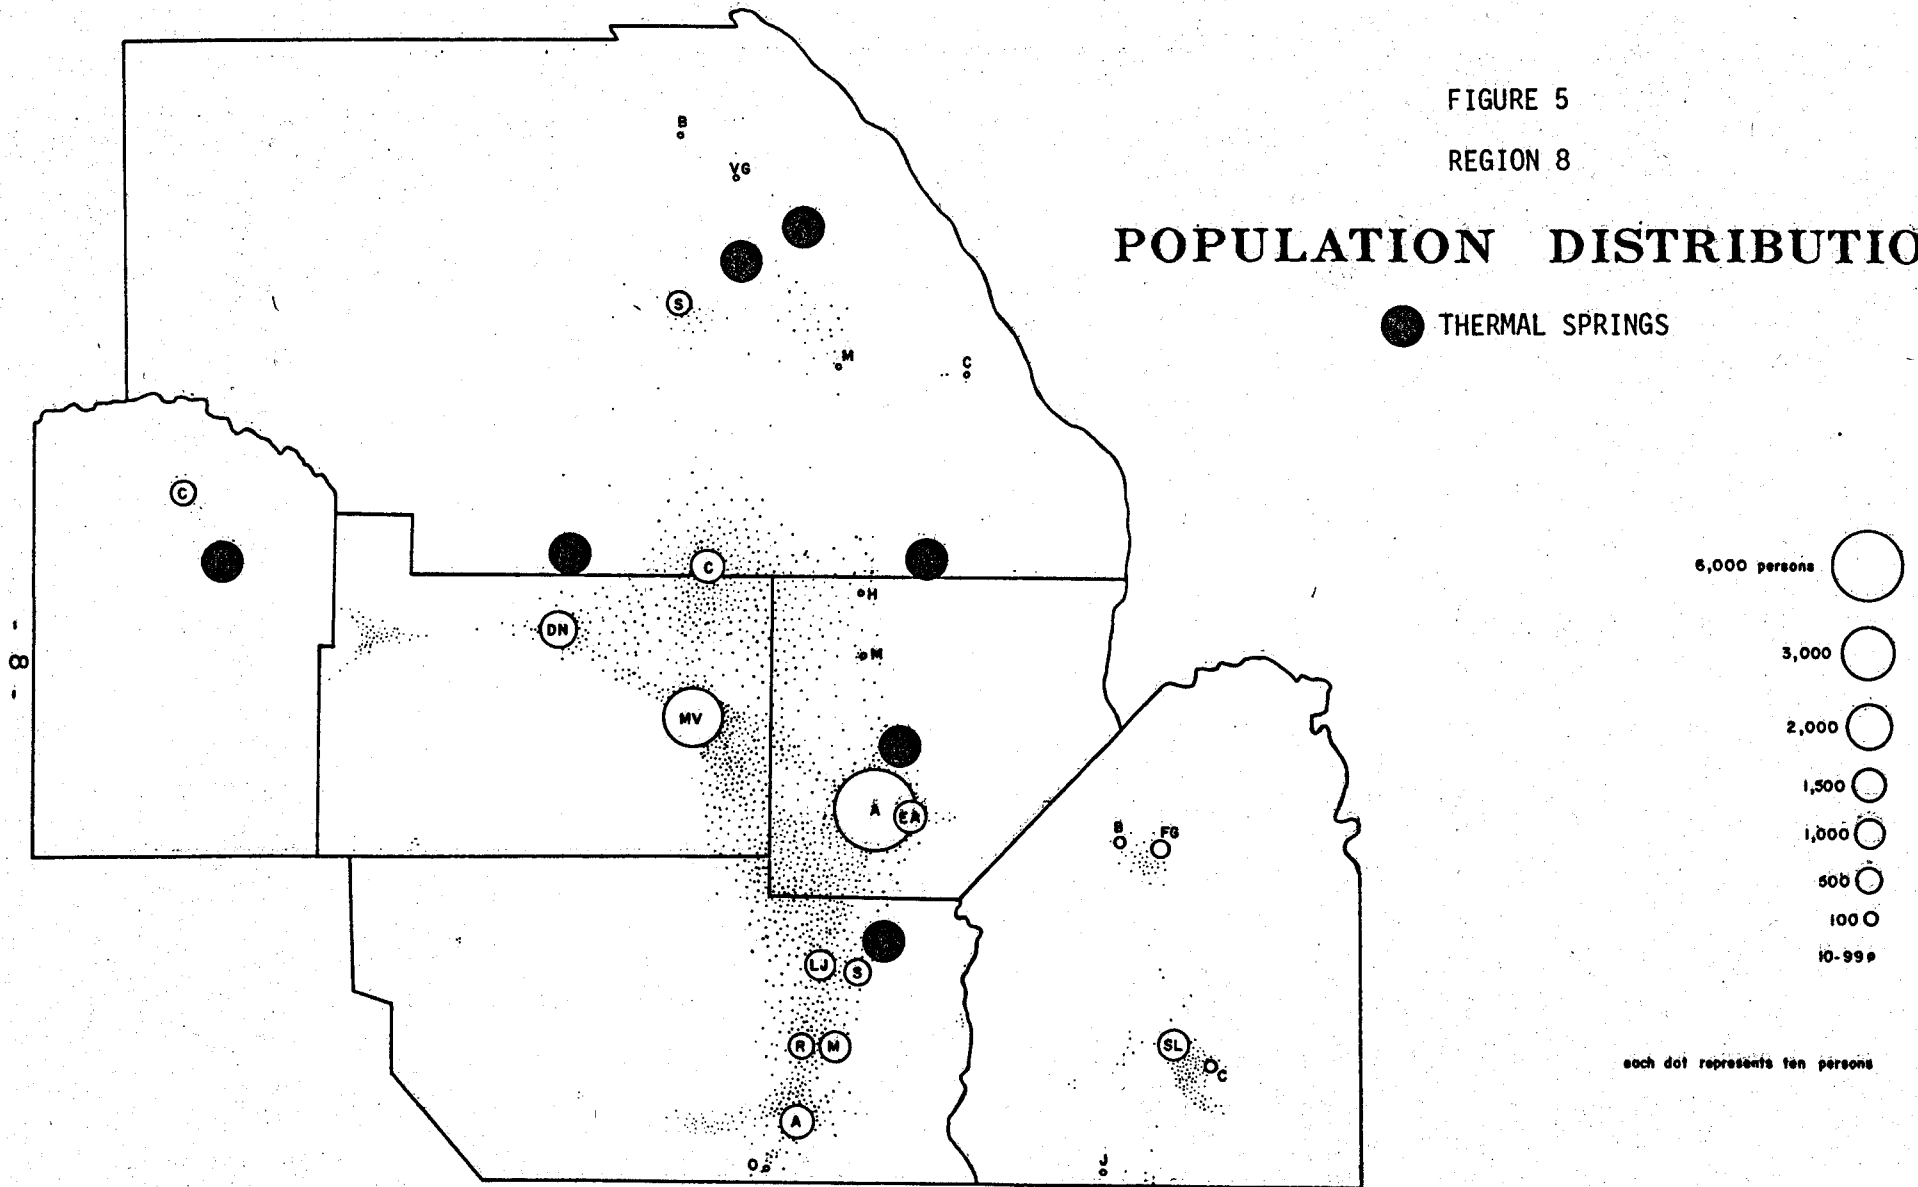 FIGURE 5
REGION 8
POPULATION DISTRIBUTIO
THERMAL SPRINGS
B
VG
S
M
C
C
C
H
DN
M
MV
A
EA
B
FG
LJ
S
R
M
SL
C
A
O
J
6,000 persons
3,000
2,000
1,500
1,000
500
100
10-99
each dot represents ten persons
- 8 -